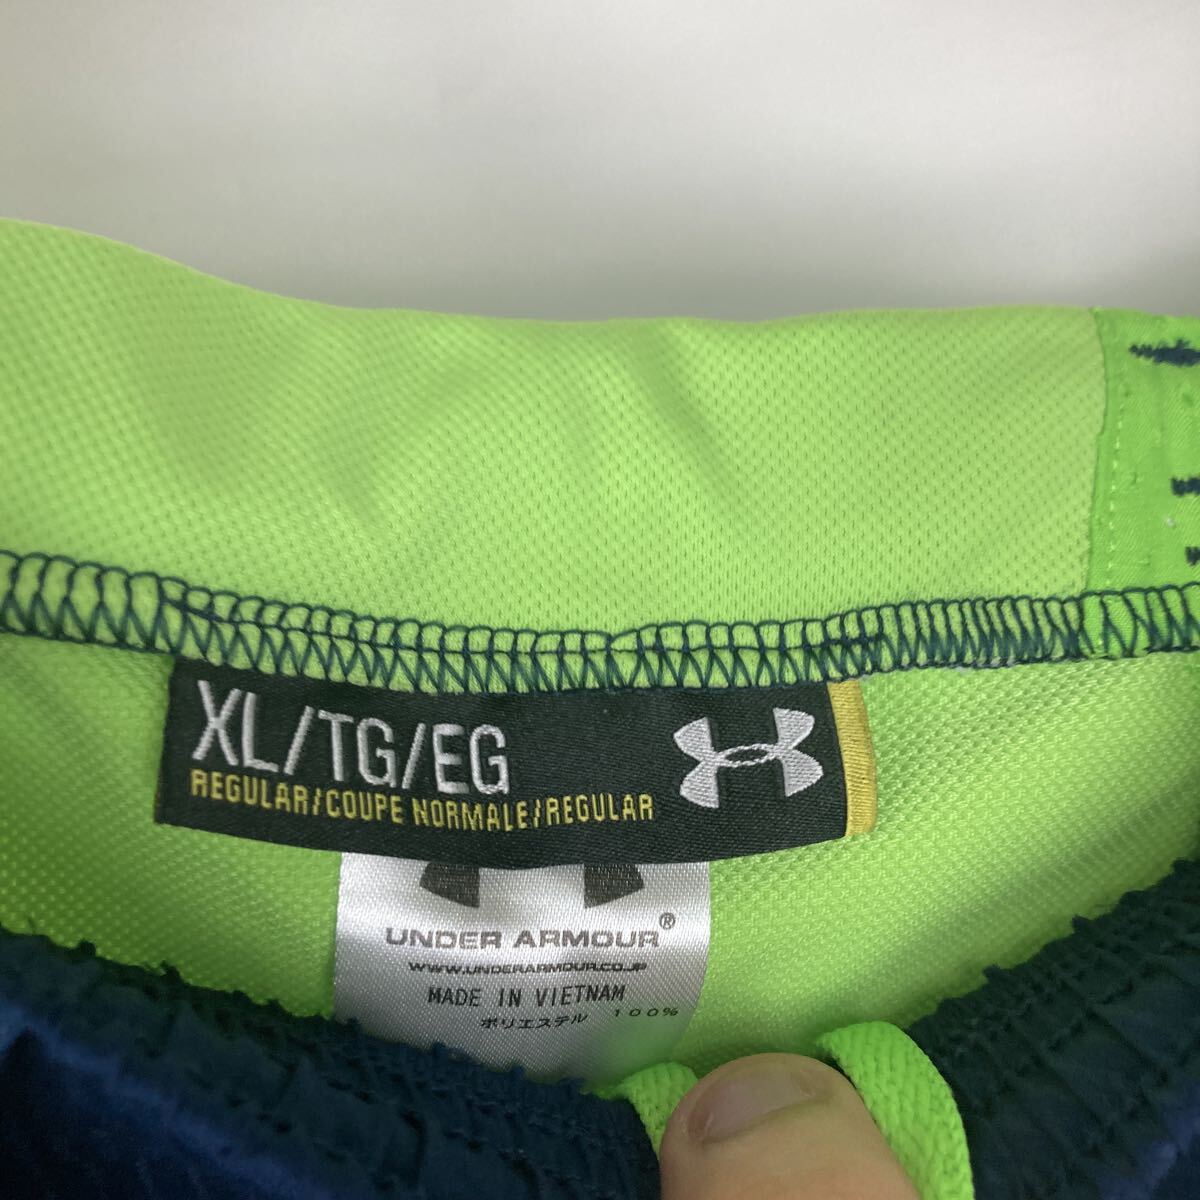 XL/TG/EG
REGULAR/COUPE NORMALE/REGULAR
UNDER ARMOUR®
WWW.UNDERARMOUR.CO.JP
MADE IN VIETNAM
ポリエステル 100%